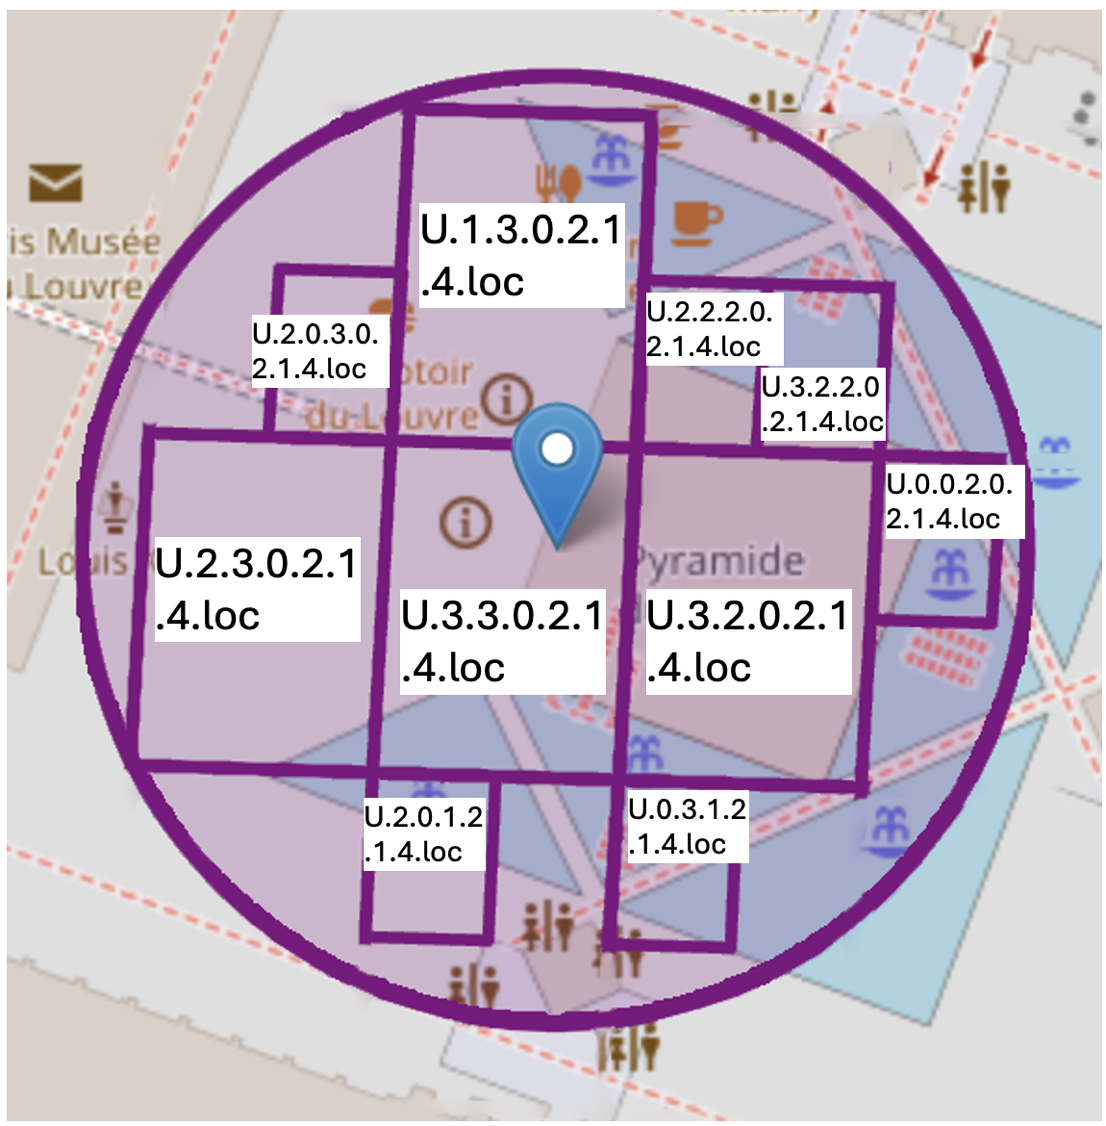 U.1.3.0.2.1
.4.loc
is Musée
Louvre
U.2.0.3.0.
2.1.4.loc
U.2.2.2.0.
2.1.4.loc
U.3.2.2.0
.2.1.4.loc
ptoir
du Louvre
U.0.0.2.0.
2.1.4.loc
U.2.3.0.2.1
.4.loc
Louis
Pyramide
U.3.3.0.2.1
.4.loc
U.3.2.0.2.1
.4.loc
U.2.0.1.2
.1.4.loc
U.0.3.1.2
.1.4.loc